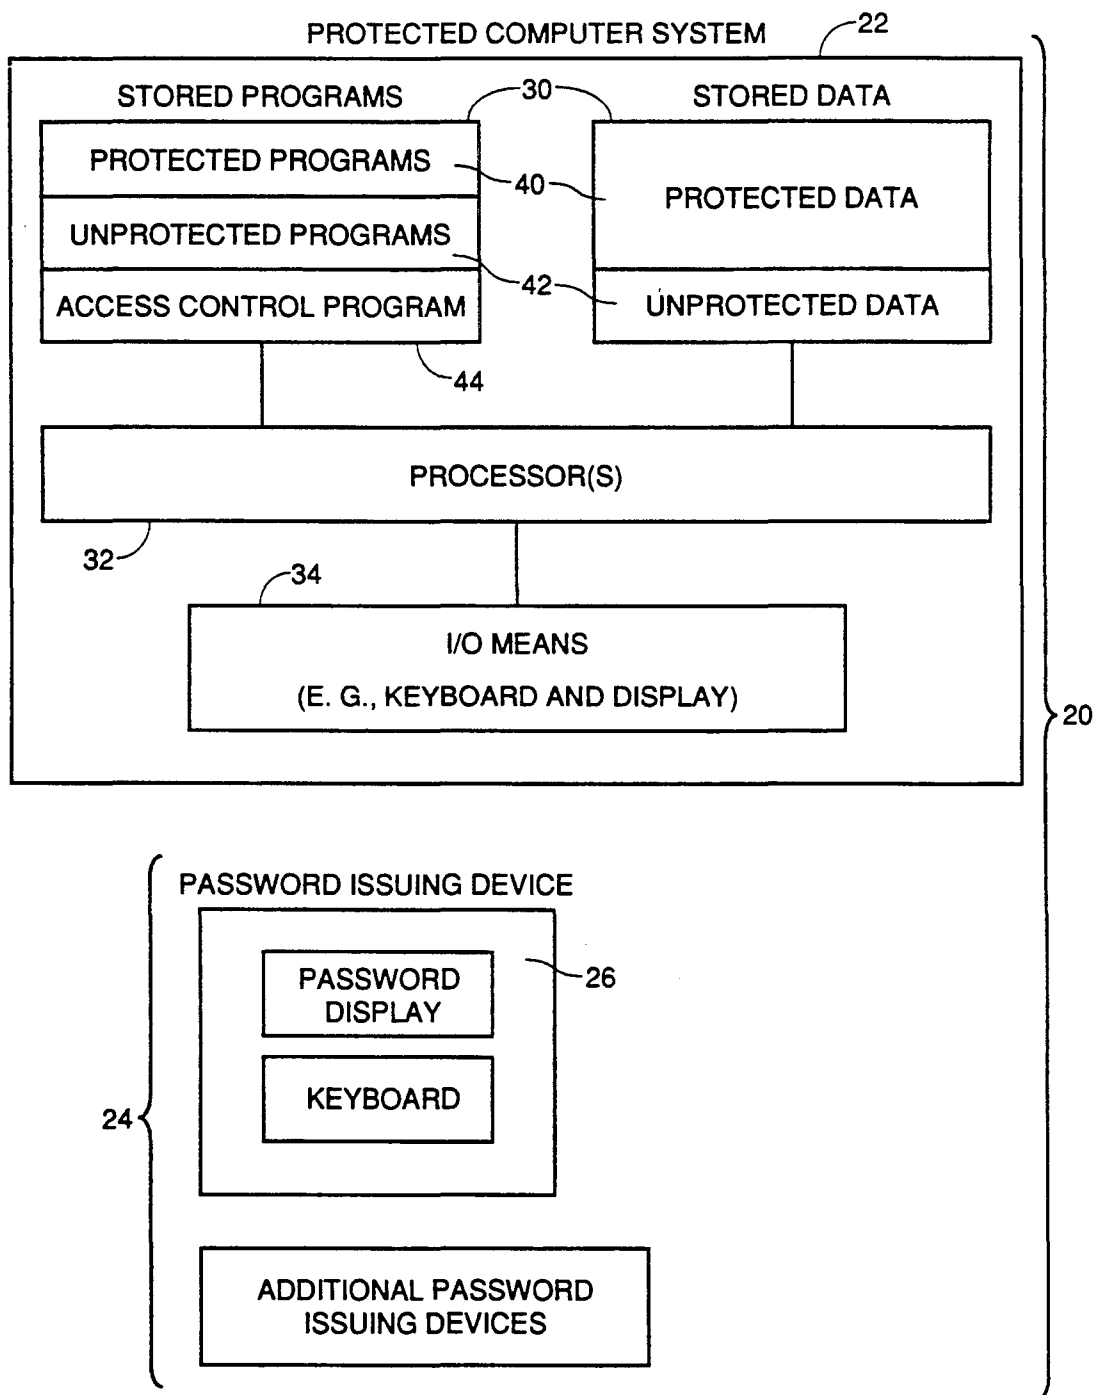 PROTECTED COMPUTER SYSTEM
22
STORED PROGRAMS
30
STORED DATA
PROTECTED PROGRAMS
40
PROTECTED DATA
UNPROTECTED PROGRAMS
42
ACCESS CONTROL PROGRAM
UNPROTECTED DATA
44
PROCESSOR(S)
32
34
I/O MEANS
(E. G., KEYBOARD AND DISPLAY)
20
PASSWORD ISSUING DEVICE
26
PASSWORD
DISPLAY
KEYBOARD
24
ADDITIONAL PASSWORD
ISSUING DEVICES